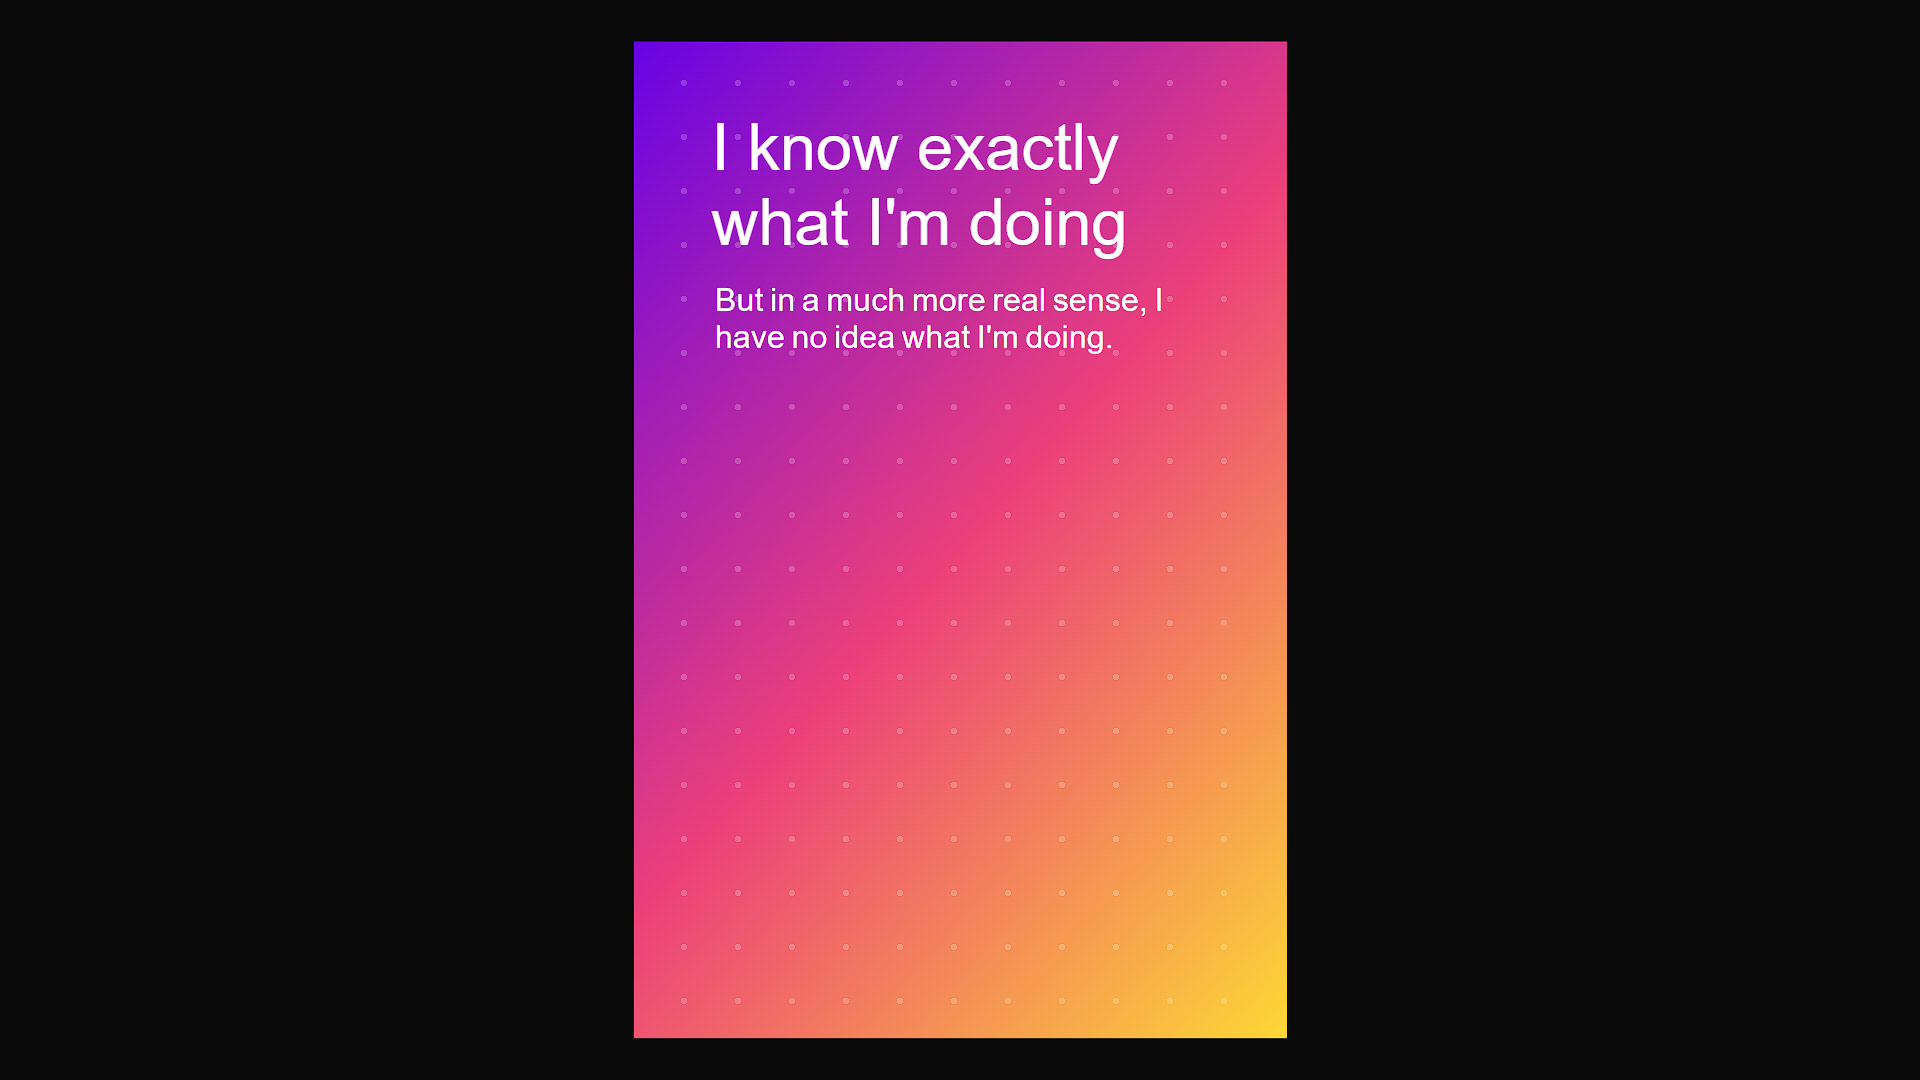 I know exactly
what I'm doing
But in a much more real sense, I
have no idea what I'm doing.